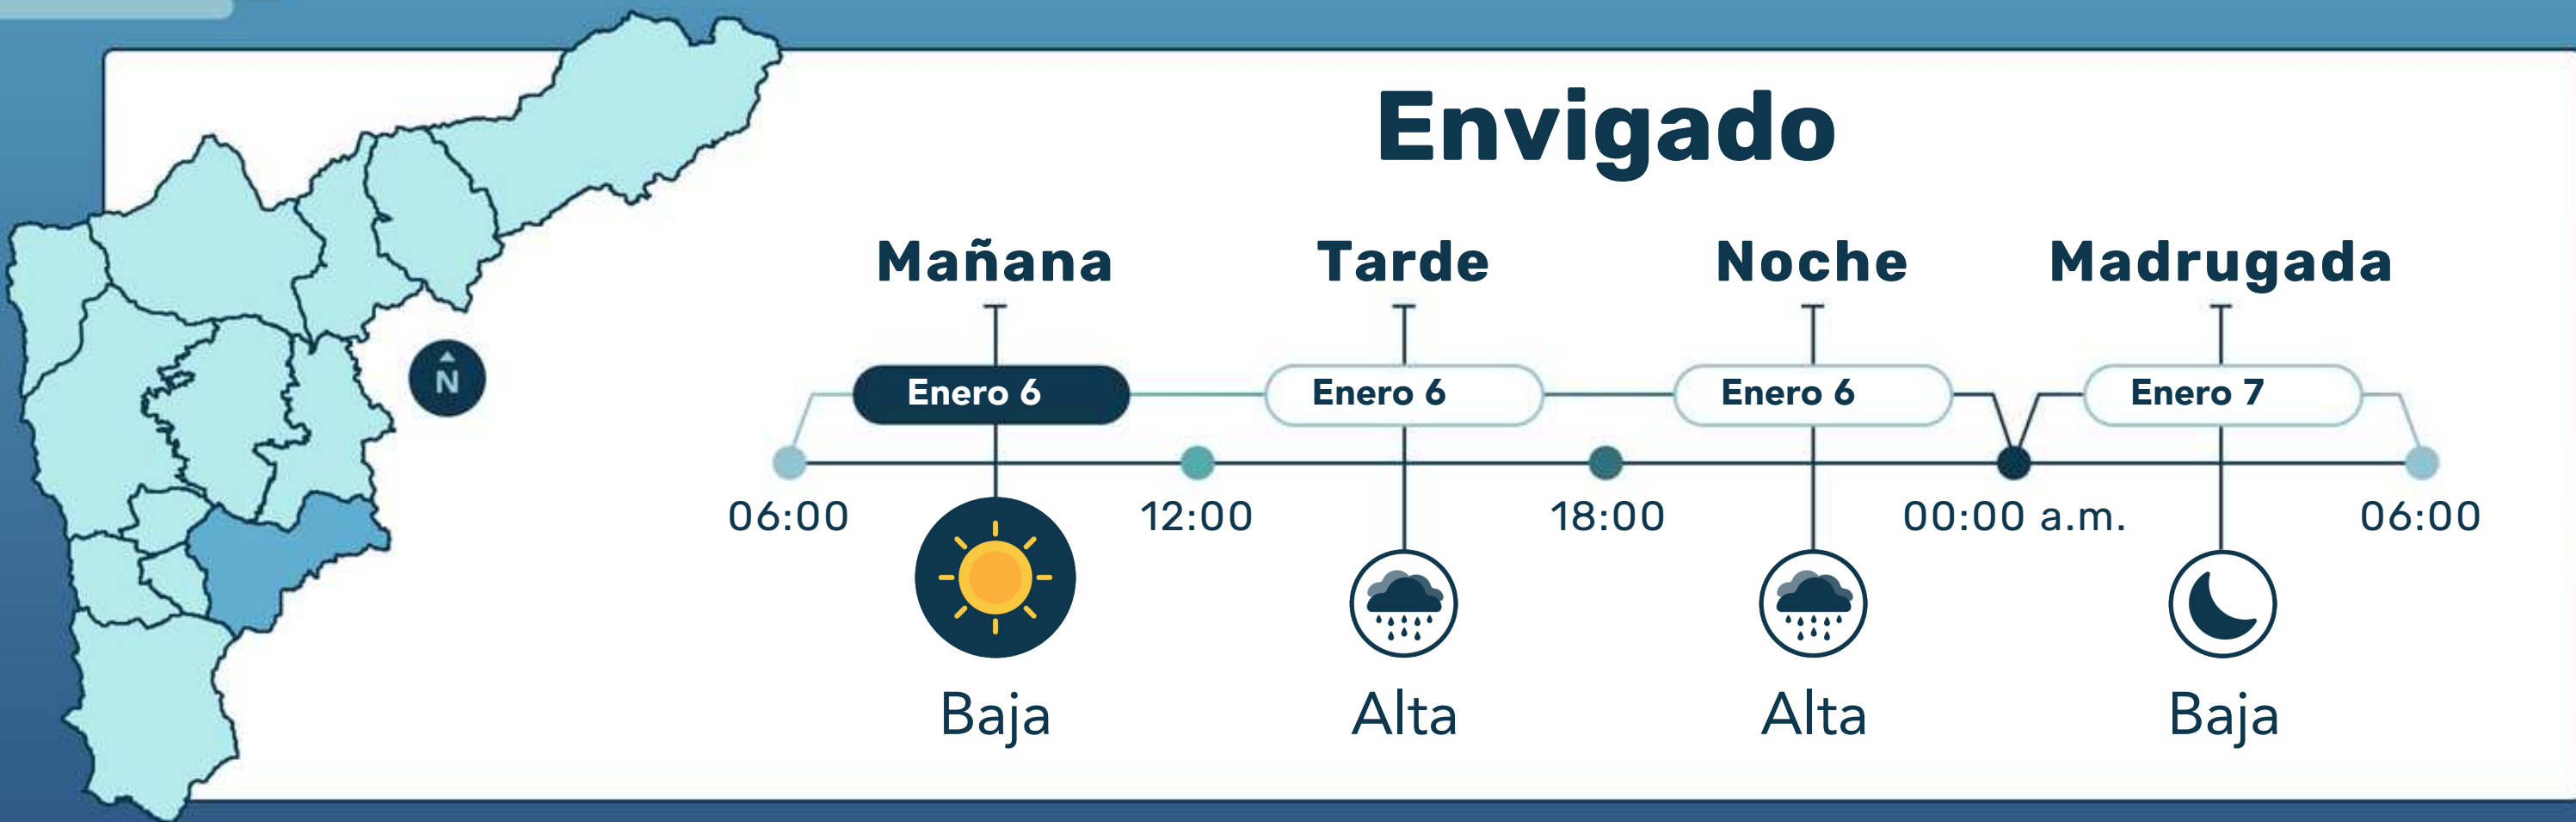 Envigado
Mañana Tarde Noche Madrugada
Enero 6 Enero 6 Enero 6 Enero 7
N
06:00 12:00 18:00 00:00 a.m. 06:00
Baja Alta Alta Baja